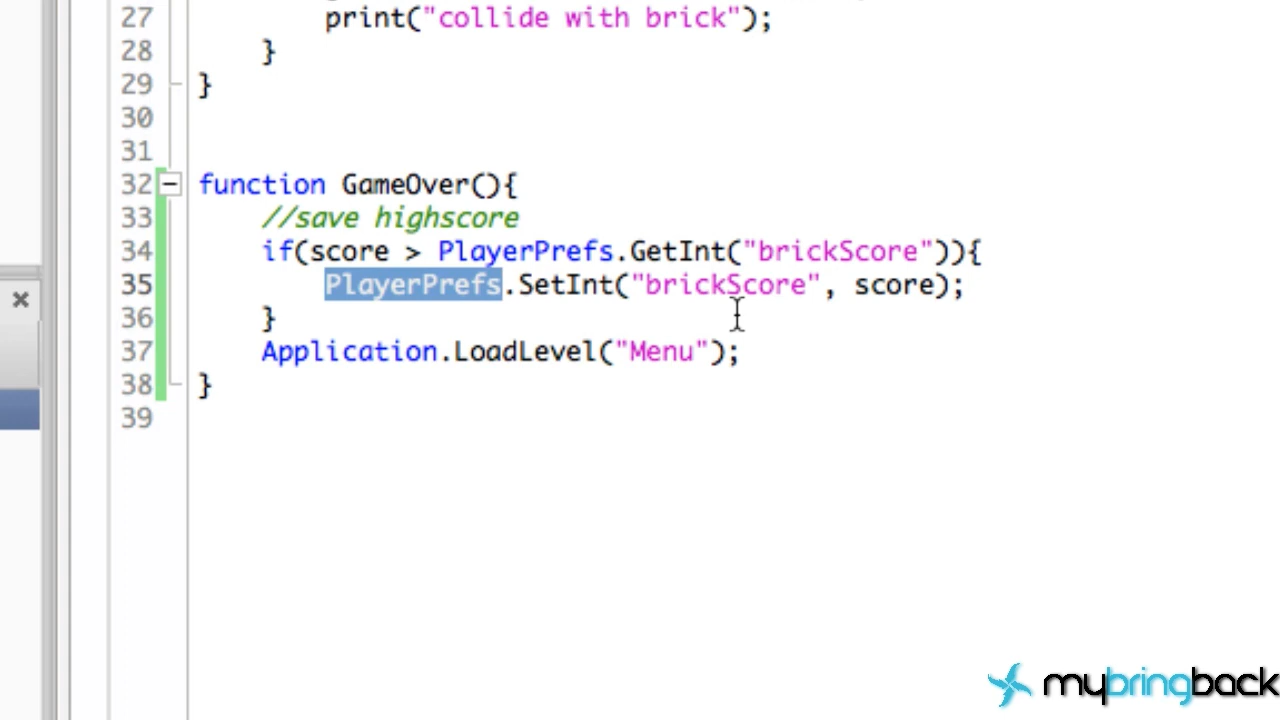 27 print("collide with brick");
28 }
29 }
30
31
32 function GameOver(){
33 //save highscore
34 if(score > PlayerPrefs.GetInt("brickScore")){
35 PlayerPrefs.SetInt("brickScore", score);
36 }
37 Application.LoadLevel("Menu");
38 }
39
mybringback